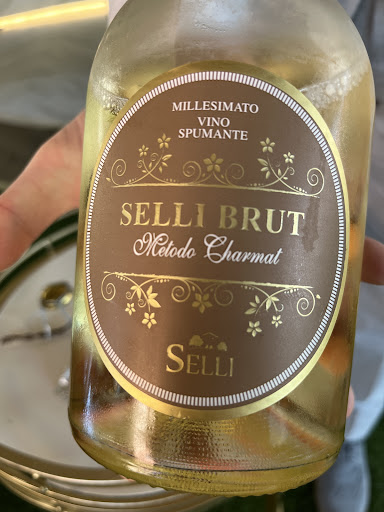 MILLESIMATO
VINO
SPUMANTE
SELLI BRUT
Metodo Charmat
SELLI